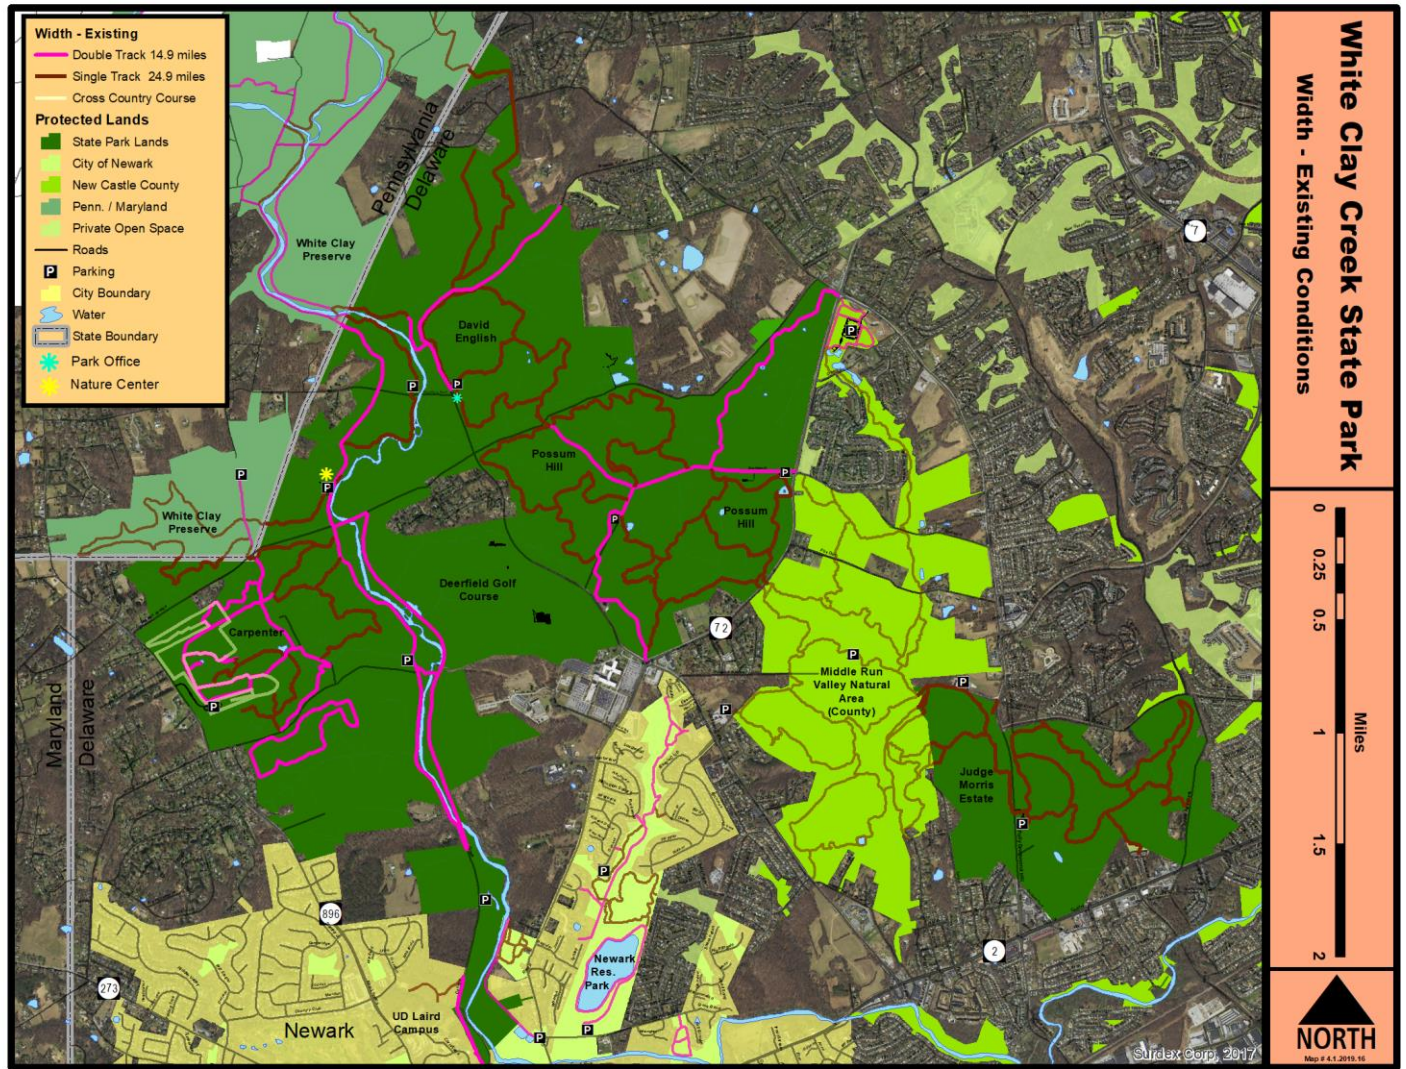 Width - Existing
Double Track 14.9 miles
Single Track 24.9 miles
Cross Country Course
Protected Lands
State Park Lands
City of Newark
New Castle County
Penn. / Maryland
Private Open Space
Roads
P Parking
City Boundary
Water
State Boundary
Park Office
Nature Center
White Clay Creek State Park
Width - Existing Conditions
Pennsylvania
Delaware
White Clay
Preserve
7
David
English
P
P
P
P
P
Possum
Hill
P
P
White Clay
Preserve
Possum
Hill
P
Deerfield Golf
Course
Carpenter
72
P
P
Middle Run
Valley Natural
Area
(County)
P
P
P
Maryland
Delaware
Judge
Morris
Estate
P
P
P
896
2
Newark
Res.
Park
273
UD Laird
Campus
Newark
P
P
0
0.25
0.5
1
1.5
2
Miles
NORTH
Map # 4.1.2019.16
Surdex Corp, 2017